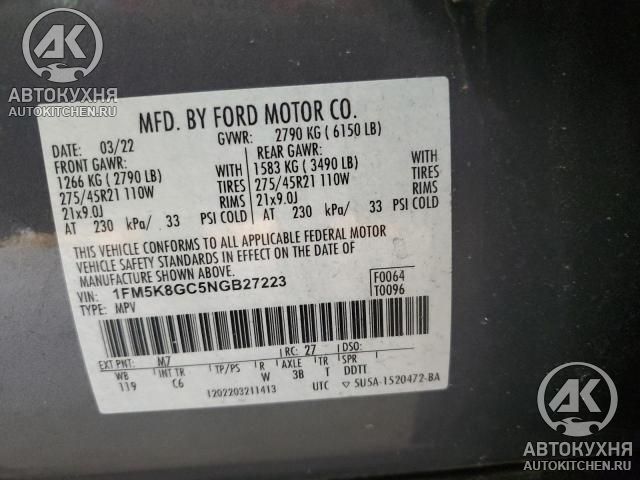 AK
АВТОКУХНЯ
AUTOKITCHEN.RU
MFD. BY FORD MOTOR CO.
DATE: 03/22
GVWR: 2790 KG ( 6150 LB)
FRONT GAWR:
1266 KG ( 2790 LB)
275/45R21 110W TIRES
21x9.0J RIMS
AT 230 kPa/ 33 PSI COLD
REAR GAWR:
1583 KG ( 3490 LB)
275/45R21 110W TIRES
21x9.0J RIMS
AT 230 kPa/ 33 PSI COLD
THIS VEHICLE CONFORMS TO ALL APPLICABLE FEDERAL MOTOR
VEHICLE SAFETY STANDARDS IN EFFECT ON THE DATE OF
MANUFACTURE SHOWN ABOVE.
VIN: 1FM5K8GC5NGB27223
TYPE: MPV
F0064
T0096
EXT PNT: M7 RC: 27 DSO:
WB INT TR TP/PS R AXLE TR SPR
119 C6 W 3B T DDTT
1202203211413 UTC ▽ SU5A-1520472-BA
AK
АВТОКУХНЯ
AUTOKITCHEN.RU